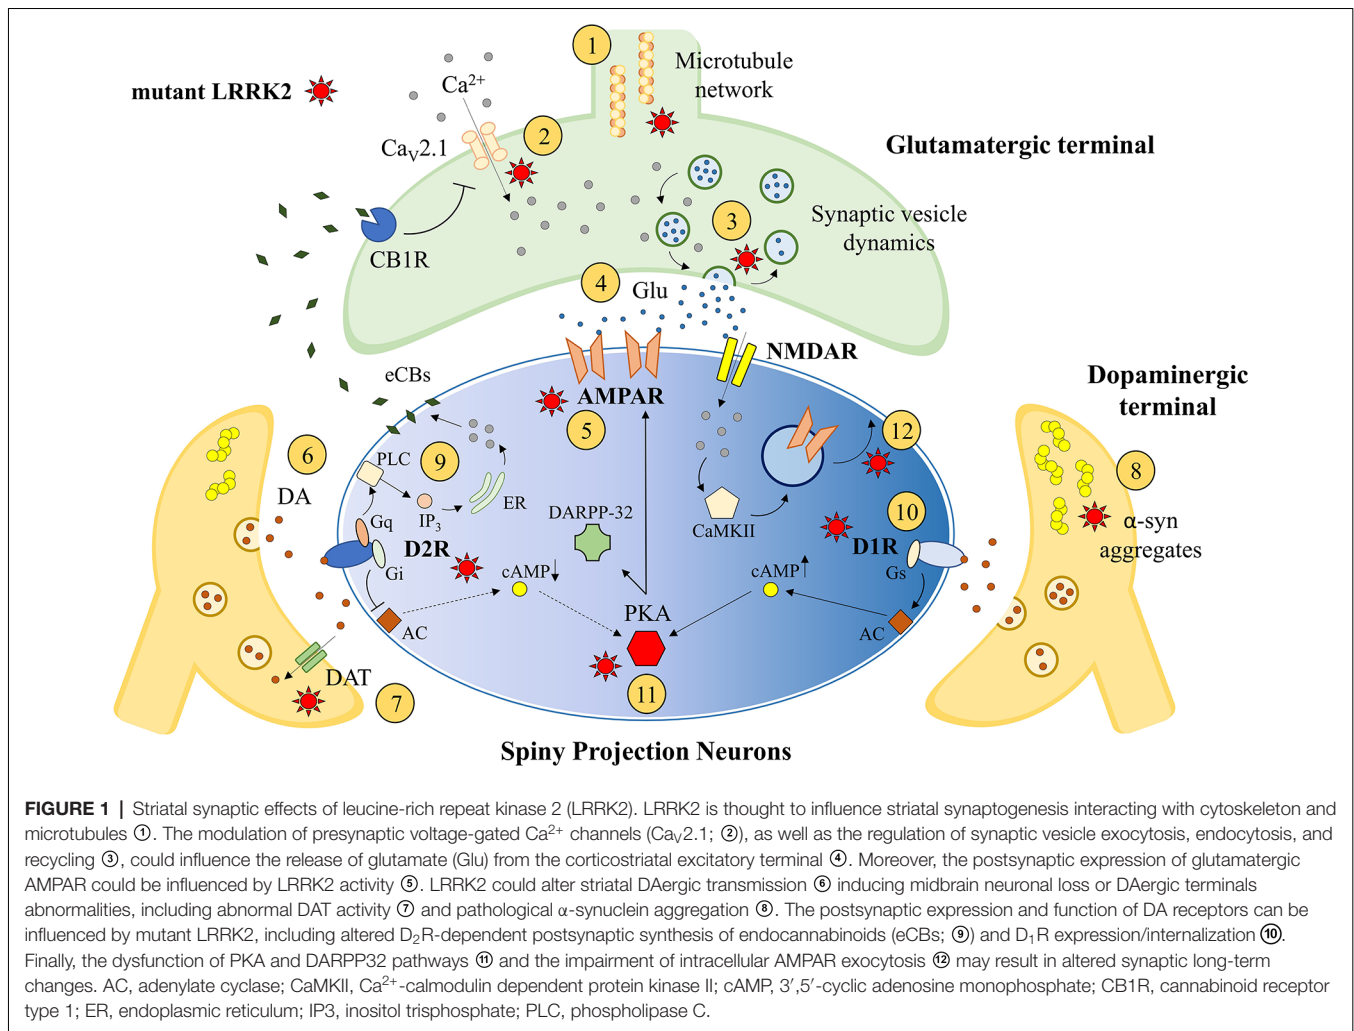 1
Microtubule
network
mutant LRRK2
Ca²⁺
2
CaV2.1
Glutamatergic terminal
3
Synaptic vesicle
dynamics
CB1R
4
Glu
NMDAR
eCBs
AMPAR
5
Dopaminergic
terminal
6
DA
PLC
9
IP₃
ER
Gq
D2R
Gi
DARPP-32
CaMKII
12
10
D1R
Gs
8
α-syn
aggregates
cAMP
cAMP
AC
PKA
AC
DAT
7
11
Spiny Projection Neurons
FIGURE 1 | Striatal synaptic effects of leucine-rich repeat kinase 2 (LRRK2). LRRK2 is thought to influence striatal synaptogenesis interacting with cytoskeleton and
microtubules ①. The modulation of presynaptic voltage-gated Ca²⁺ channels (CaV2.1; ②), as well as the regulation of synaptic vesicle exocytosis, endocytosis, and
recycling ③, could influence the release of glutamate (Glu) from the corticostriatal excitatory terminal ④. Moreover, the postsynaptic expression of glutamatergic
AMPAR could be influenced by LRRK2 activity ⑤. LRRK2 could alter striatal DAergic transmission ⑥ inducing midbrain neuronal loss or DAergic terminals
abnormalities, including abnormal DAT activity ⑦ and pathological α-synuclein aggregation ⑧. The postsynaptic expression and function of DA receptors can be
influenced by mutant LRRK2, including altered D₂R-dependent postsynaptic synthesis of endocannabinoids (eCBs; ⑨) and D₁R expression/internalization ⑩.
Finally, the dysfunction of PKA and DARPP32 pathways ⑪ and the impairment of intracellular AMPAR exocytosis ⑫ may result in altered synaptic long-term
changes. AC, adenylate cyclase; CaMKII, Ca²⁺-calmodulin dependent protein kinase II; cAMP, 3′,5′-cyclic adenosine monophosphate; CB1R, cannabinoid receptor
type 1; ER, endoplasmic reticulum; IP3, inositol trisphosphate; PLC, phospholipase C.